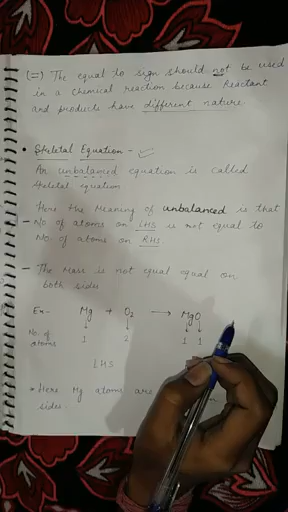 (=) The equal to sign should not be used
in a chemical reaction because Reactant
and products have different nature
• Skeletal Equation -
An unbalanced equation is called
skeletal equation.
Here the Meaning of unbalanced is that
- No. of atoms on LHS is not equal to
No. of atoms on RHS
- The Mass is not equal equal on
both sides
Ex- Mg + O2 → MgO
No. of 1 2 1 1
atoms
LHS
* Here Mg atoms are
sides.